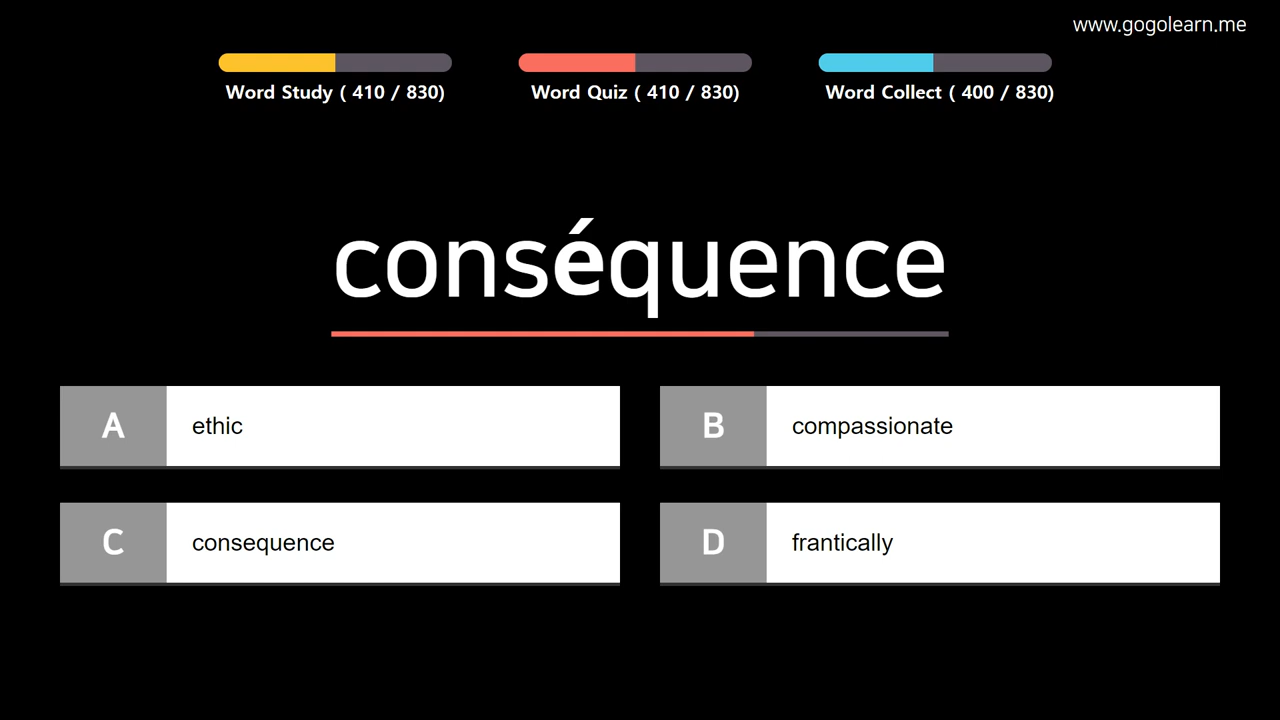 www.gogolearn.me
Word Study ( 410 / 830)
Word Quiz ( 410 / 830)
Word Collect ( 400 / 830)
conséquence
A
ethic
B
compassionate
C
consequence
D
frantically